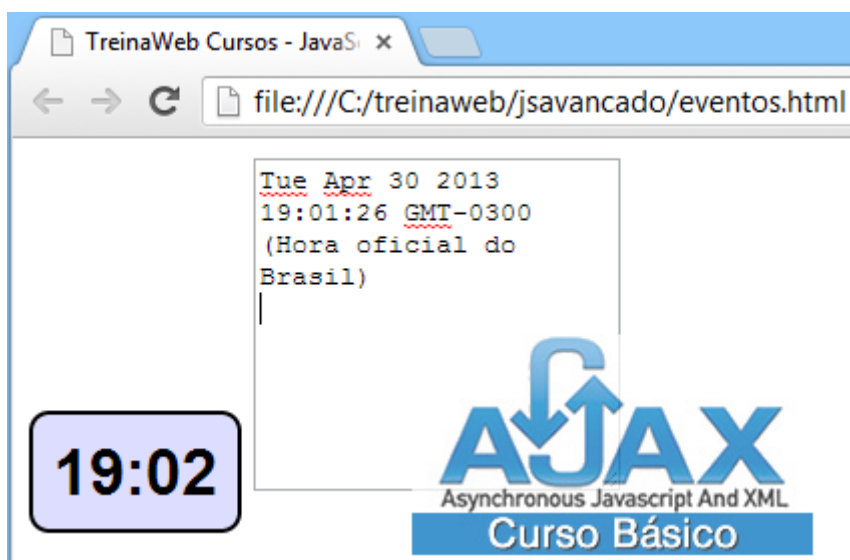 TreinaWeb Cursos - JavaS
file:///C:/treinaweb/jsavancado/eventos.html
Tue Apr 30 2013
19:01:26 GMT-0300
(Hora oficial do
Brasil)
19:02
AJAX
Asynchronous Javascript And XML
Curso Básico